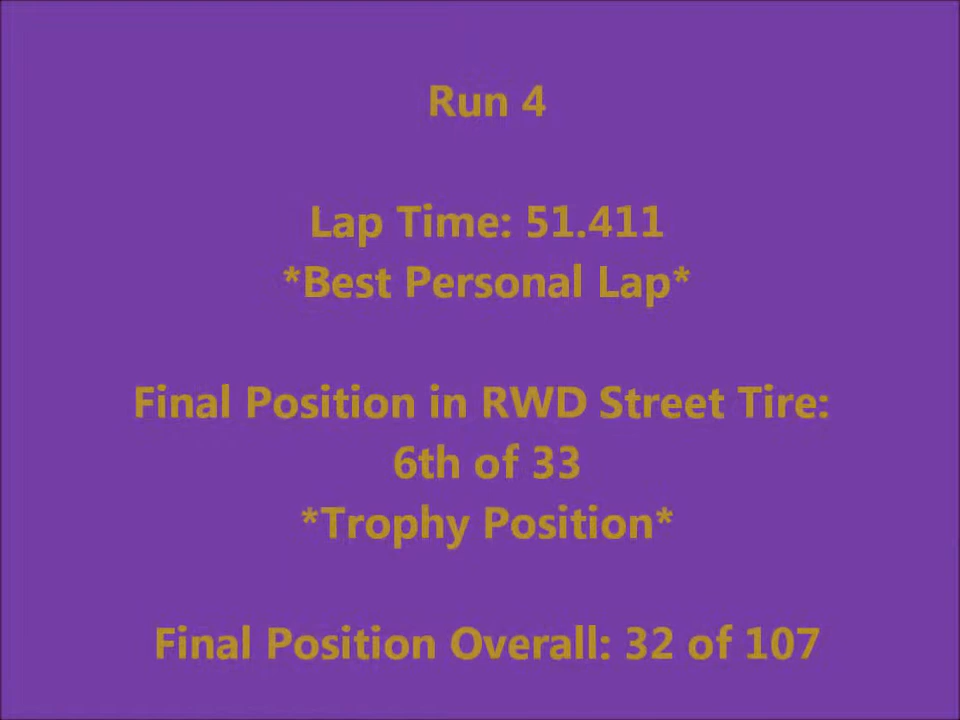 Run 4
Lap Time: 51.411
*Best Personal Lap*
Final Position in RWD Street Tire:
6th of 33
*Trophy Position*
Final Position Overall: 32 of 107